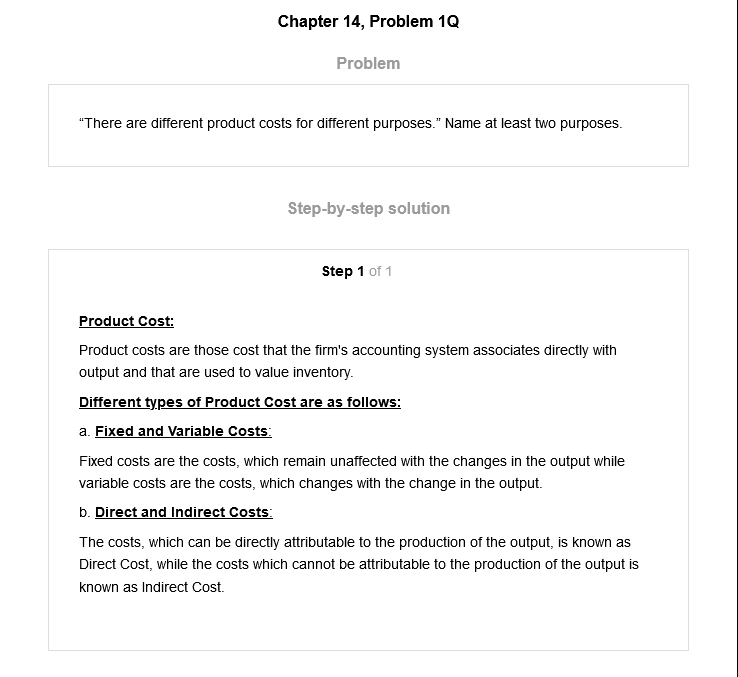 Chapter 14, Problem 1Q
Problem
“There are different product costs for different purposes.” Name at least two purposes.
Step-by-step solution
Step 1 of 1
Product Cost:
Product costs are those cost that the firm's accounting system associates directly with
output and that are used to value inventory.
Different types of Product Cost are as follows:
a. Fixed and Variable Costs:
Fixed costs are the costs, which remain unaffected with the changes in the output while
variable costs are the costs, which changes with the change in the output.
b. Direct and Indirect Costs:
The costs, which can be directly attributable to the production of the output, is known as
Direct Cost, while the costs which cannot be attributable to the production of the output is
known as Indirect Cost.